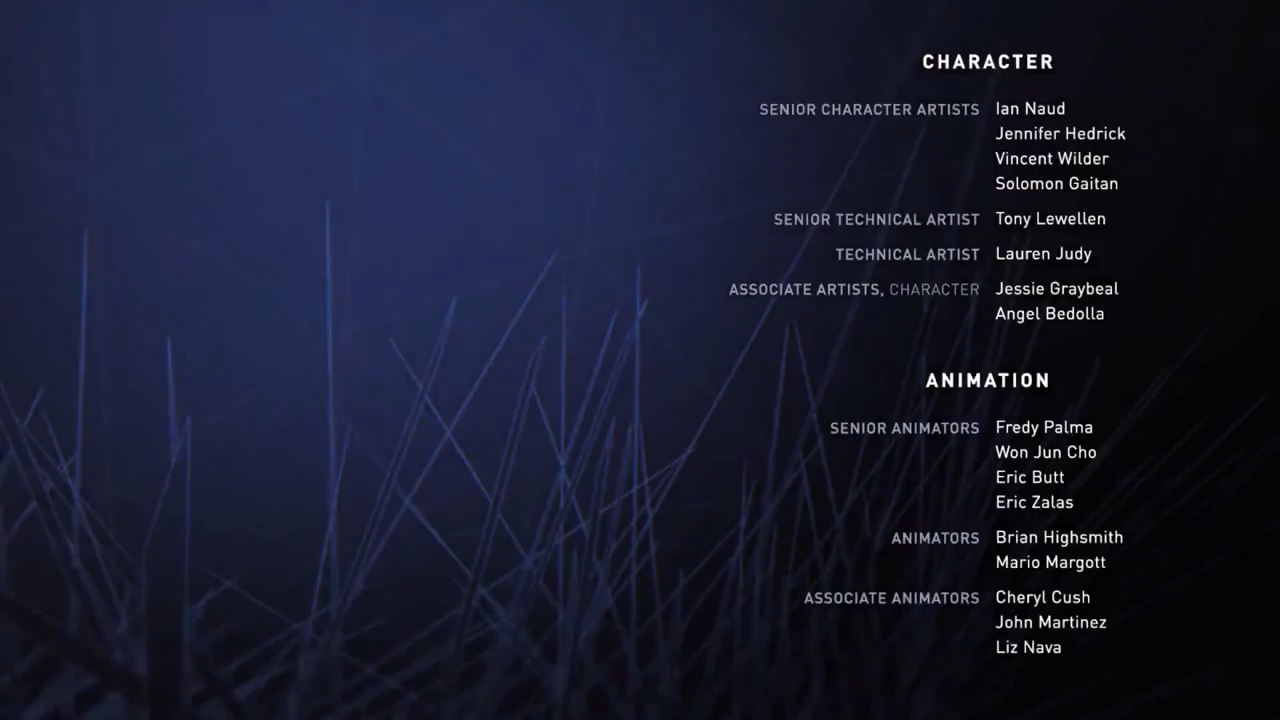 CHARACTER
SENIOR CHARACTER ARTISTS Ian Naud
Jennifer Hedrick
Vincent Wilder
Solomon Gaitan
SENIOR TECHNICAL ARTIST Tony Lewellen
TECHNICAL ARTIST Lauren Judy
ASSOCIATE ARTISTS, CHARACTER Jessie Graybeal
Angel Bedolla
ANIMATION
SENIOR ANIMATORS Fredy Palma
Won Jun Cho
Eric Butt
Eric Zalas
ANIMATORS Brian Highsmith
Mario Margott
ASSOCIATE ANIMATORS Cheryl Cush
John Martinez
Liz Nava